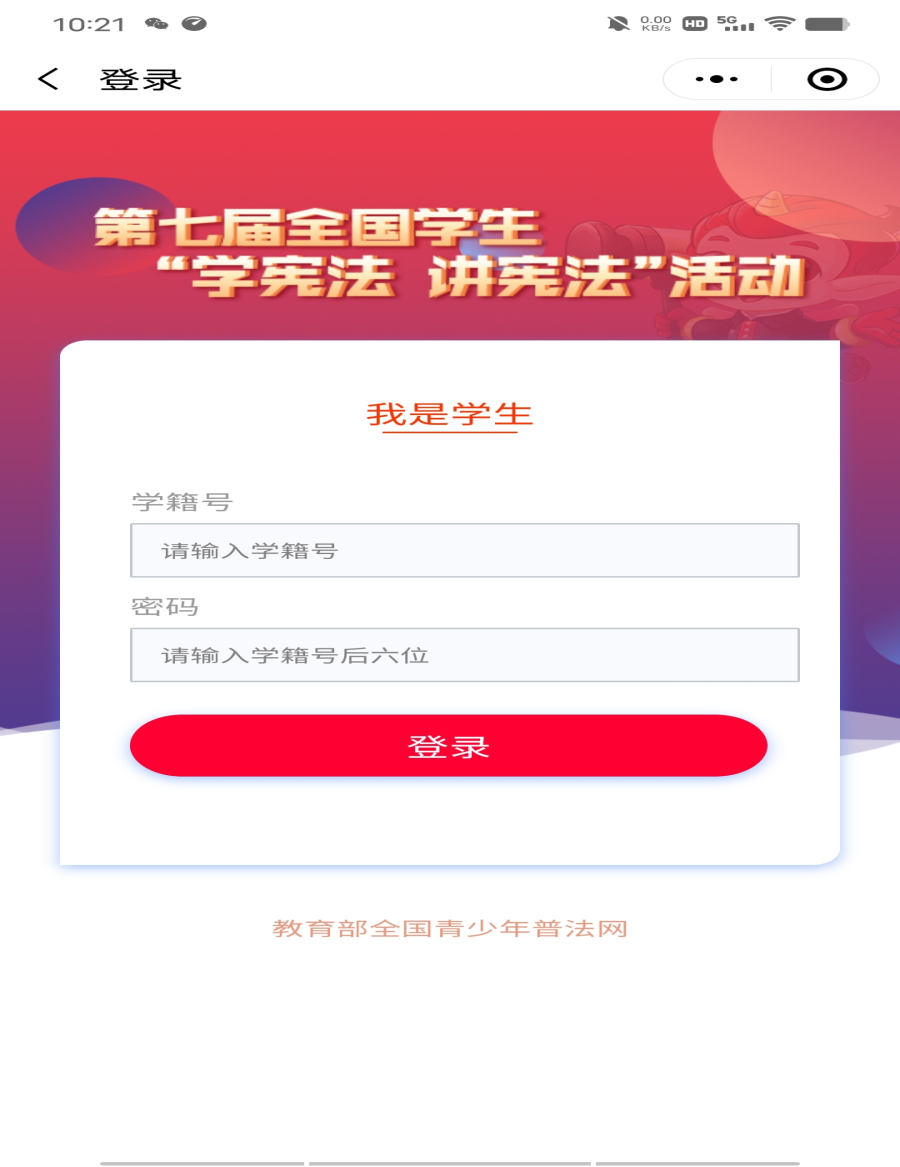 10:21
0.00 KB/s HD 5G
登录
第七届全国学生
“学宪法 讲宪法”活动
我是学生
学籍号
请输入学籍号
密码
请输入学籍号后六位
登录
教育部全国青少年普法网